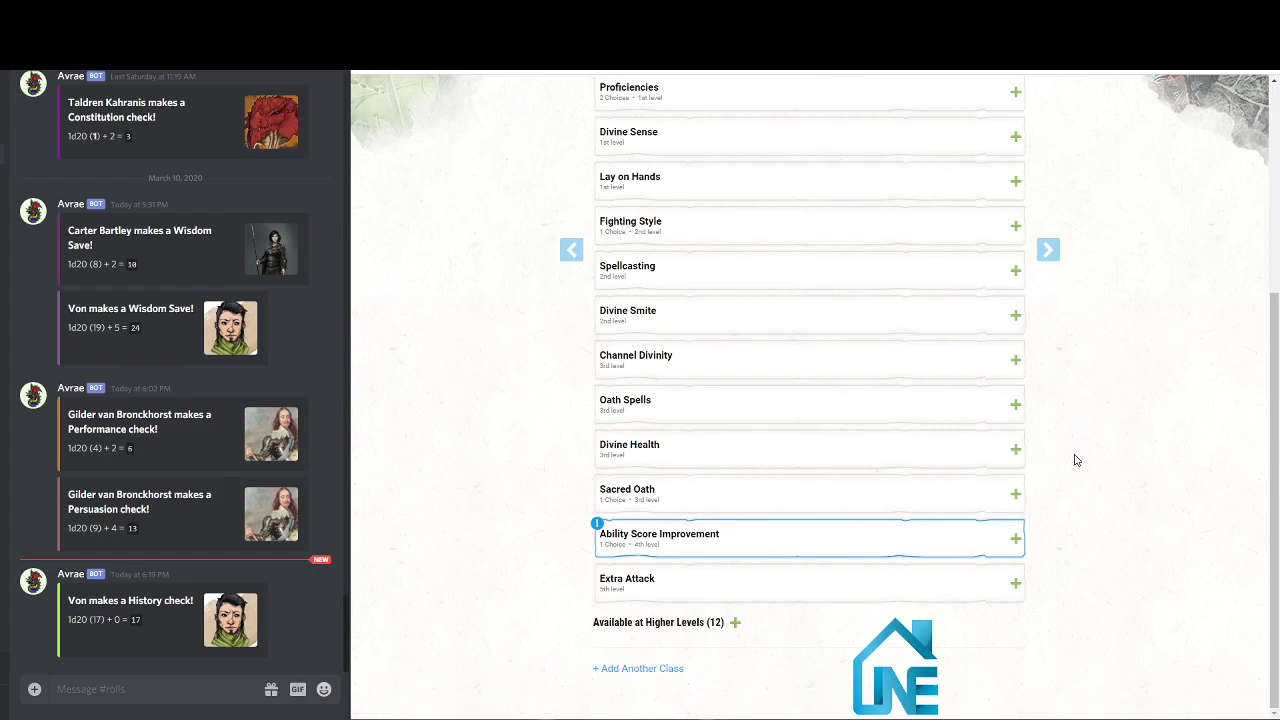 Avrae BOT Last Saturday at 11:19 AM
Taldren Kahranis makes a
Constitution check!
1d20 (1) + 2 = 3
March 10, 2020
Avrae BOT Today at 5:31 PM
Carter Bartley makes a Wisdom
Save!
1d20 (8) + 2 = 10
Von makes a Wisdom Save!
1d20 (19) + 5 = 24
Avrae BOT Today at 6:02 PM
Gilder van Bronckhorst makes a
Performance check!
1d20 (4) + 2 = 6
Gilder van Bronckhorst makes a
Persuasion check!
1d20 (9) + 4 = 13
NEW
Avrae BOT Today at 6:19 PM
Von makes a History check!
1d20 (17) + 0 = 17
Message #rolls
GIF
Proficiencies
2 Choices • 1st level
Divine Sense
1st level
Lay on Hands
1st level
Fighting Style
1 Choice • 2nd level
Spellcasting
2nd level
Divine Smite
2nd level
Channel Divinity
3rd level
Oath Spells
3rd level
Divine Health
3rd level
Sacred Oath
1 Choice • 3rd level
!
Ability Score Improvement
1 Choice • 4th level
Extra Attack
5th level
Available at Higher Levels (12)
+ Add Another Class
UNE